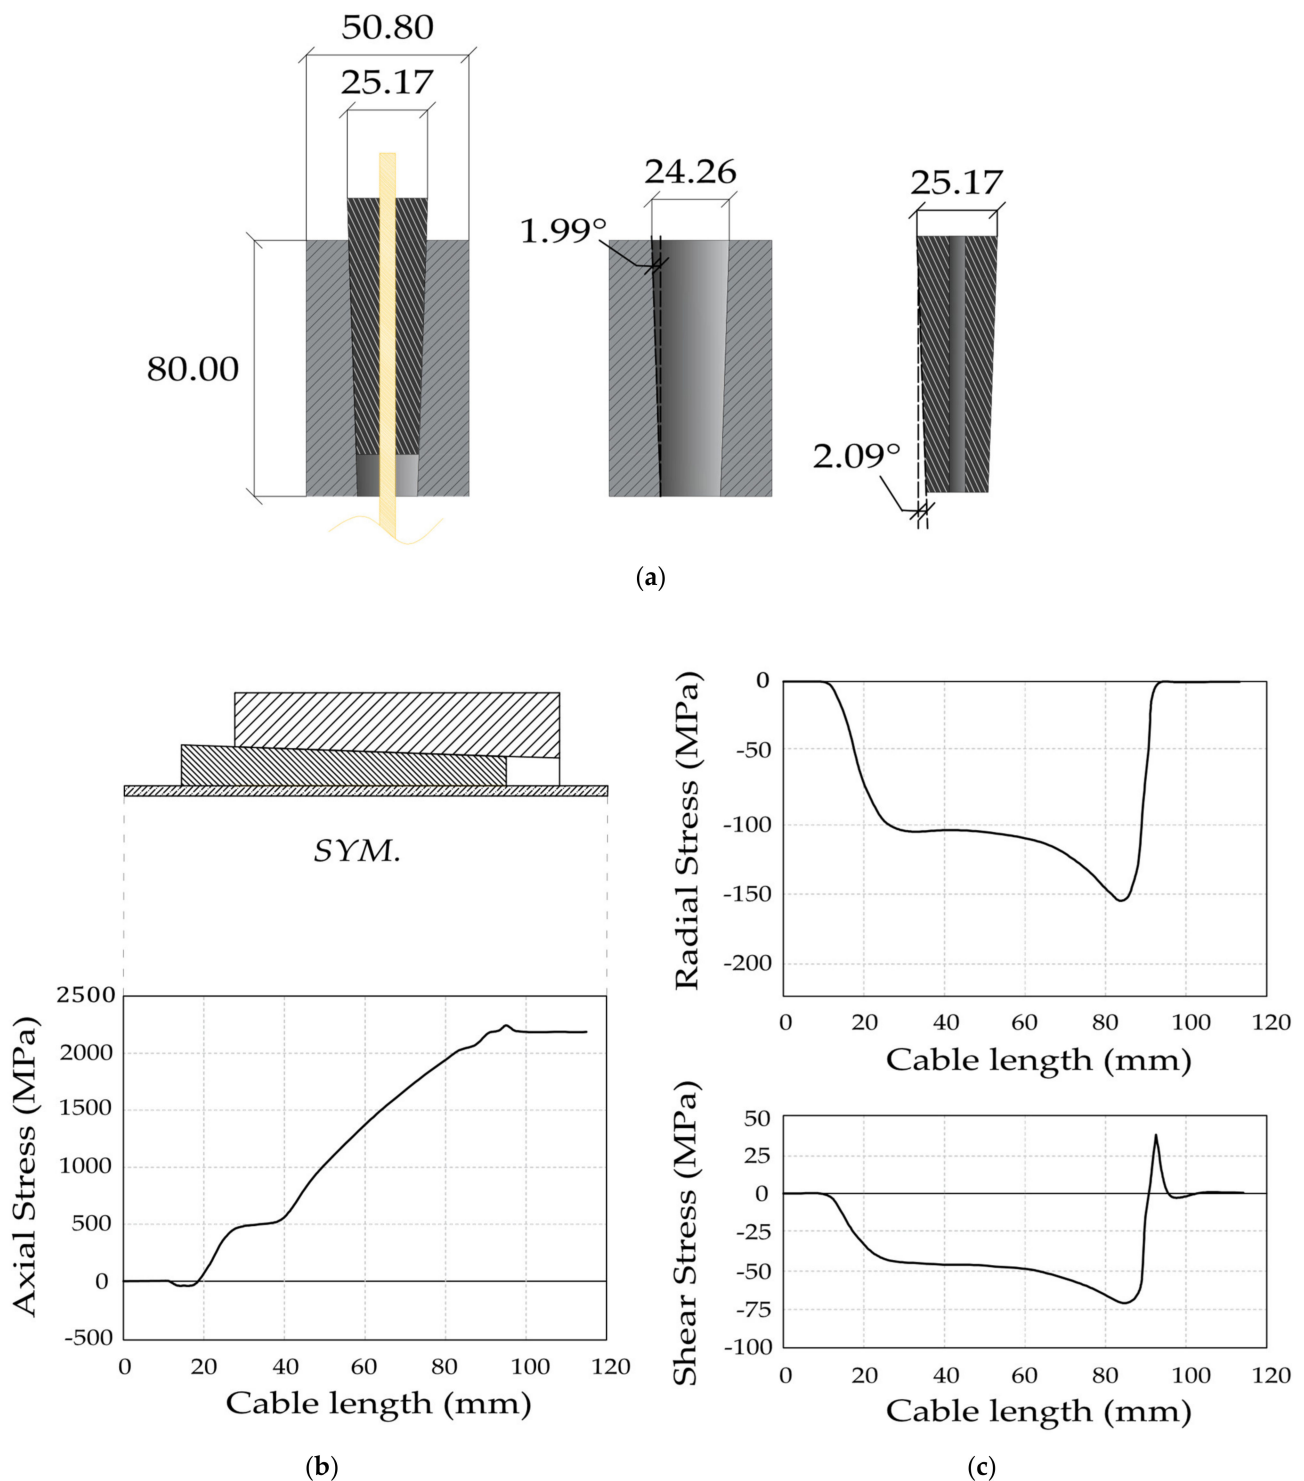 50.80
25.17
24.26
25.17
1.99°
80.00
2.09°
(a)
SYM.
Axial Stress (MPa)
2500
2000
1500
1000
500
0
-500
0 20 40 60 80 100 120
Cable length (mm)
(b)
Radial Stress (MPa)
0
-50
-100
-150
-200
0 20 40 60 80 100 120
Cable length (mm)
Shear Stress (MPa)
50
25
0
-25
-50
-75
-100
0 20 40 60 80 100 120
Cable length (mm)
(c)